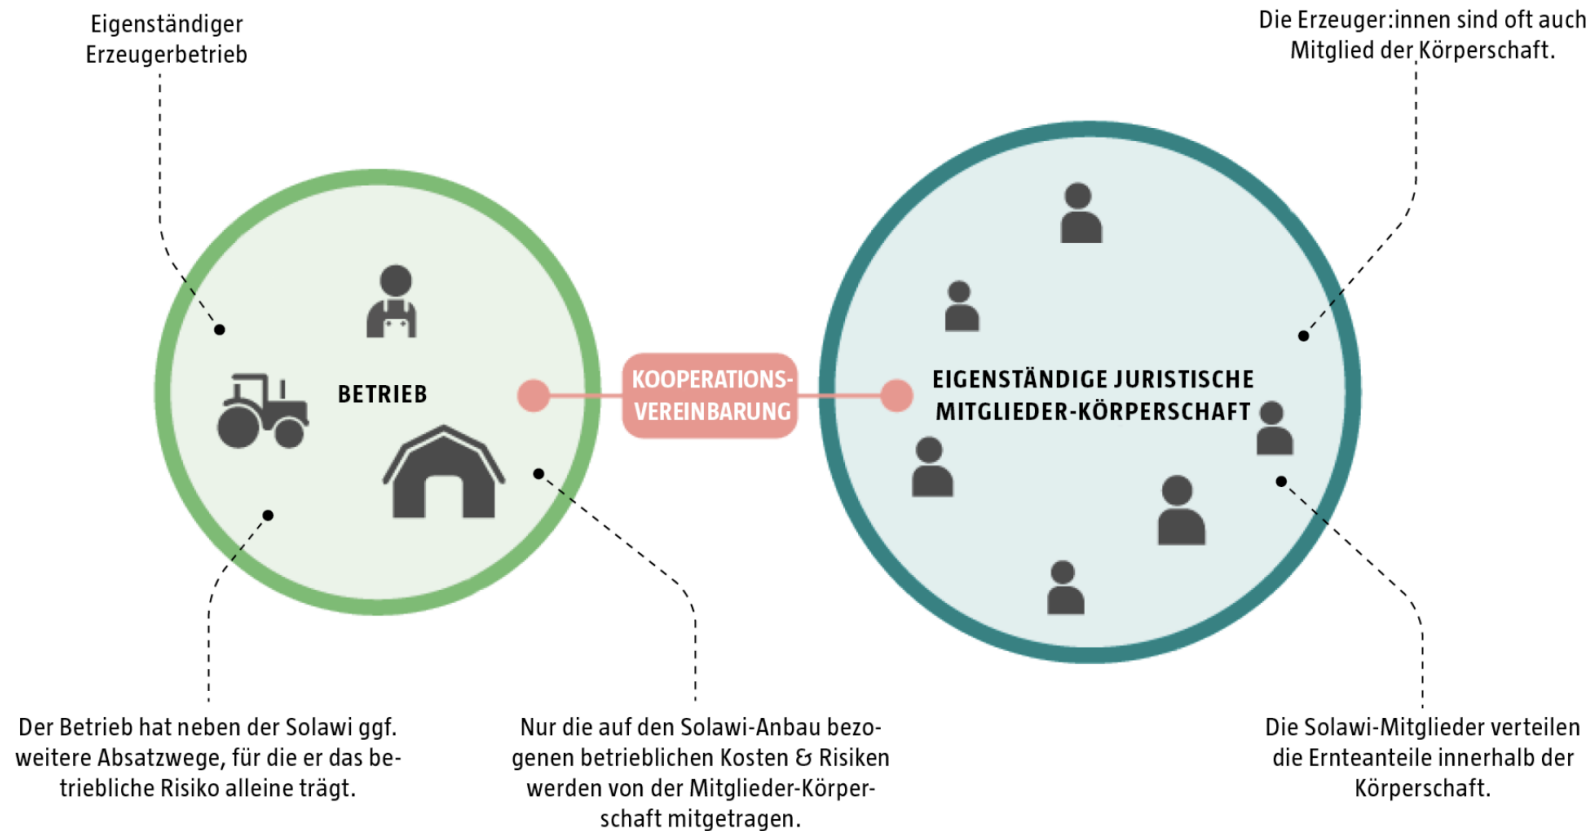 Eigenständiger
Erzeugerbetrieb
Die Erzeuger:innen sind oft auch
Mitglied der Körperschaft.
BETRIEB
KOOPERATIONS-
VEREINBARUNG
EIGENSTÄNDIGE JURISTISCHE
MITGLIEDER-KÖRPERSCHAFT
Der Betrieb hat neben der Solawi ggf.
weitere Absatzwege, für die er das be-
triebliche Risiko alleine trägt.
Nur die auf den Solawi-Anbau bezo-
genen betrieblichen Kosten & Risiken
werden von der Mitglieder-Körper-
schaft mitgetragen.
Die Solawi-Mitglieder verteilen
die Ernteanteile innerhalb der
Körperschaft.